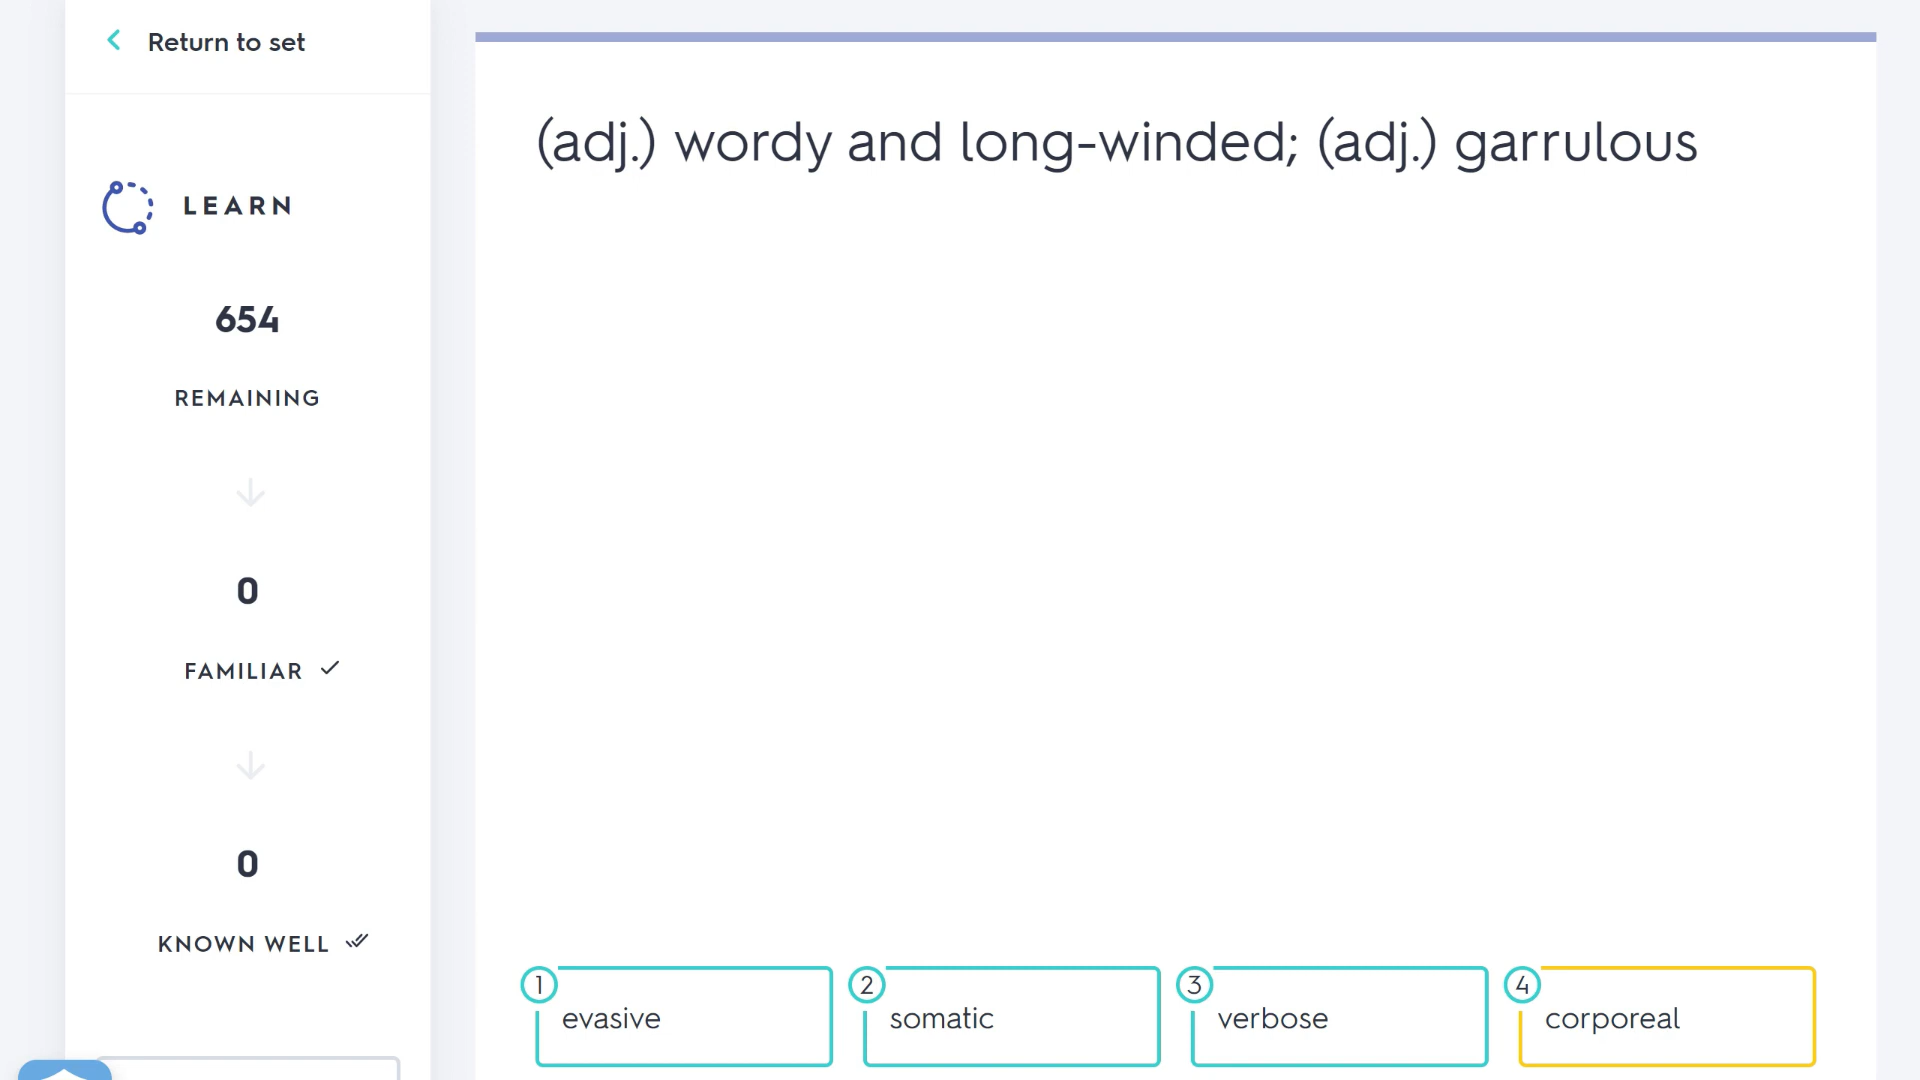 Return to set
LEARN
654
REMAINING
0
FAMILIAR
0
KNOWN WELL
(adj.) wordy and long-winded; (adj.) garrulous
1
evasive
2
somatic
3
verbose
4
corporeal